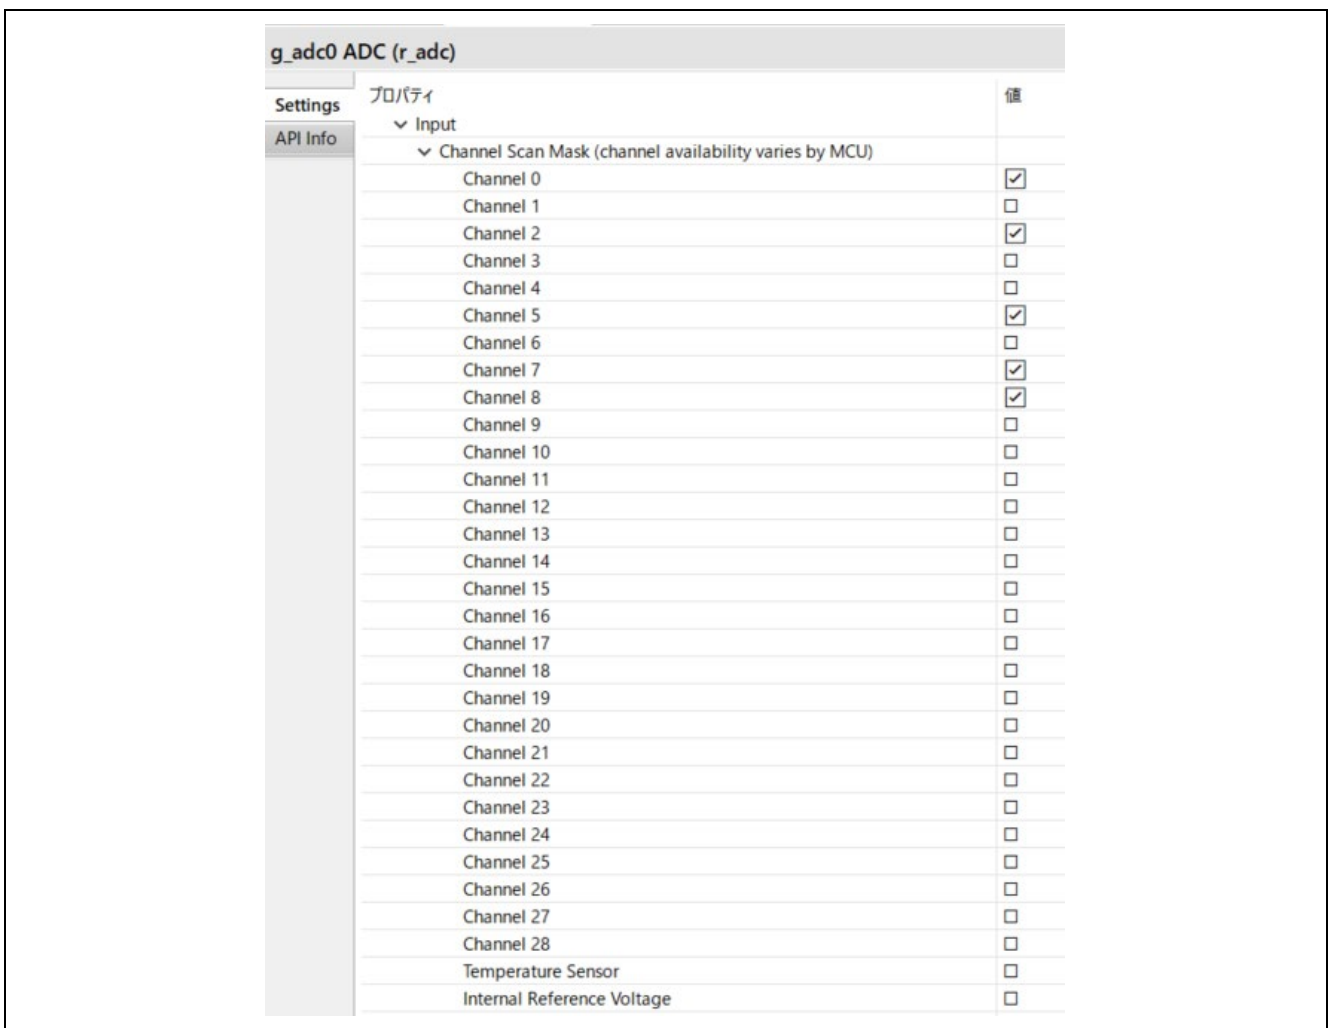 g_adc0 ADC (r_adc)
Settings
API Info
プロパティ 値
Input
Channel Scan Mask (channel availability varies by MCU)
Channel 0
Channel 1
Channel 2
Channel 3
Channel 4
Channel 5
Channel 6
Channel 7
Channel 8
Channel 9
Channel 10
Channel 11
Channel 12
Channel 13
Channel 14
Channel 15
Channel 16
Channel 17
Channel 18
Channel 19
Channel 20
Channel 21
Channel 22
Channel 23
Channel 24
Channel 25
Channel 26
Channel 27
Channel 28
Temperature Sensor
Internal Reference Voltage